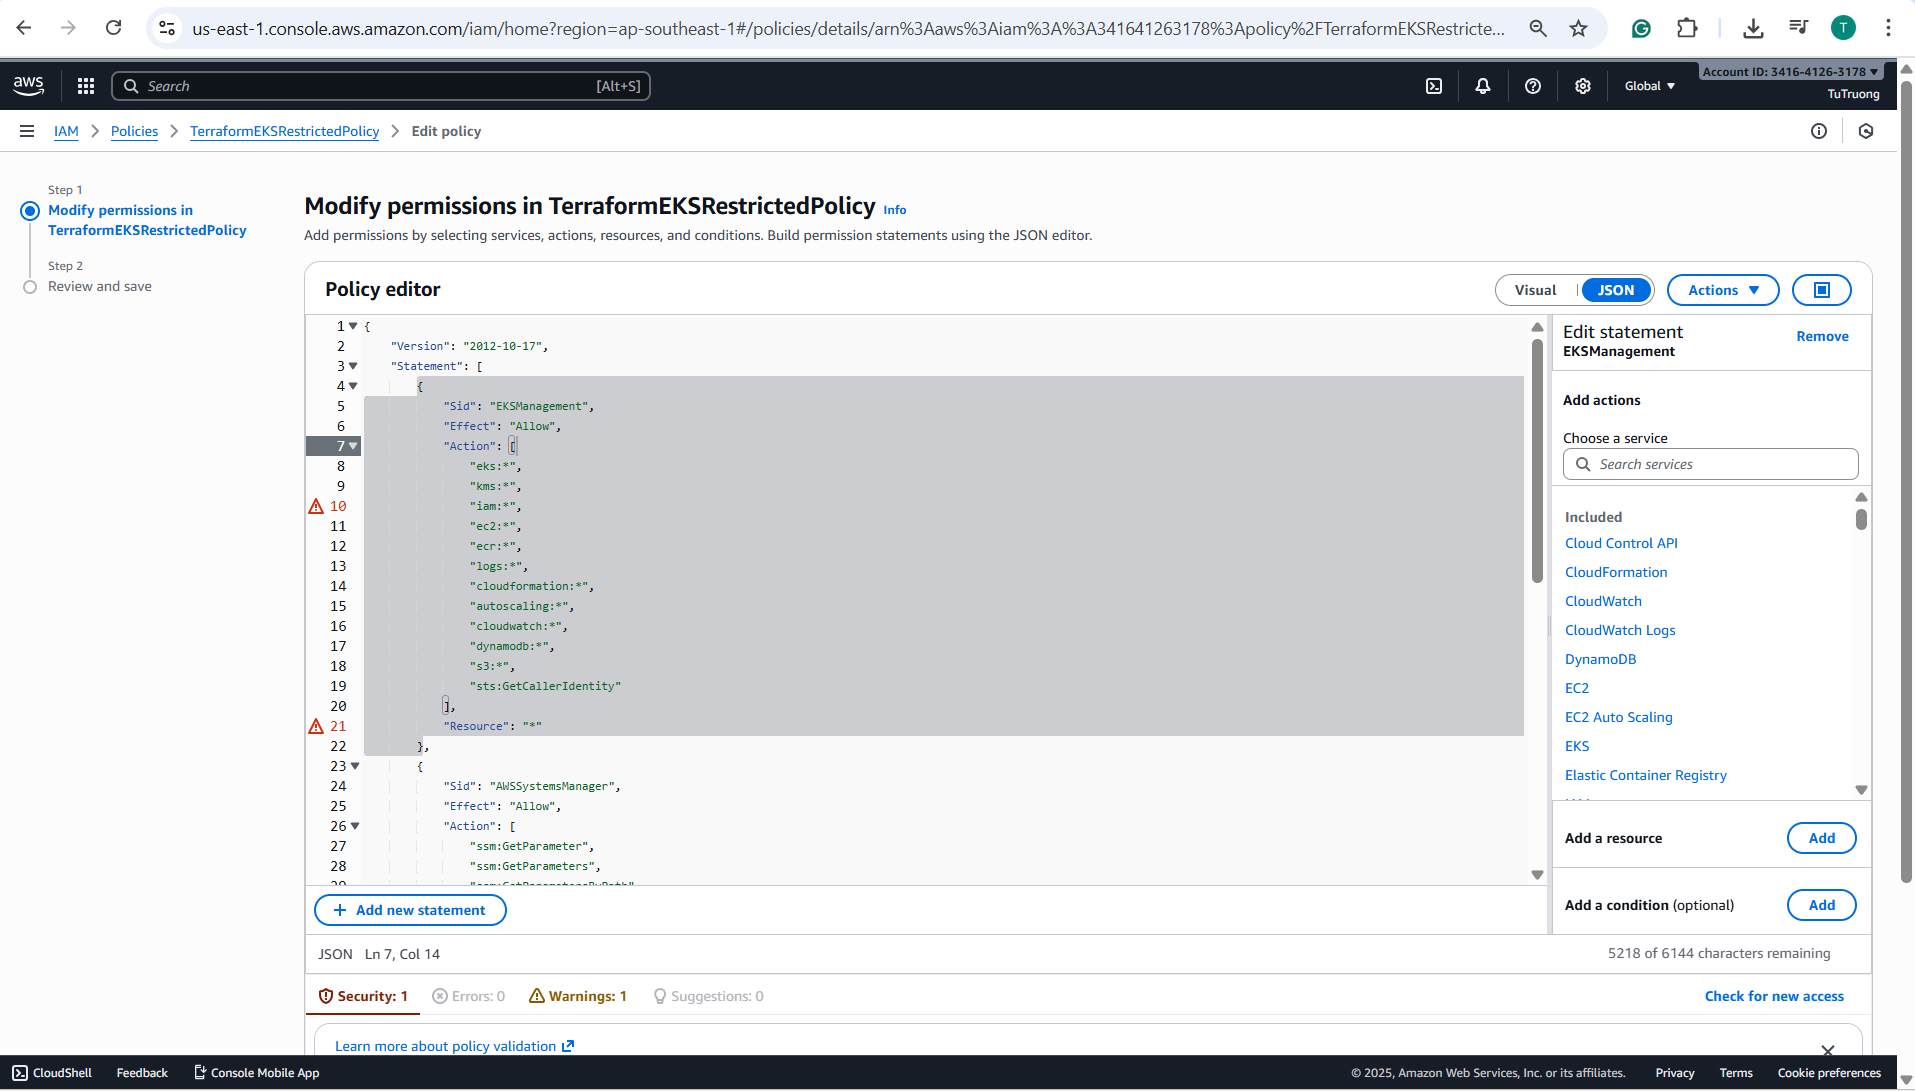 us-east-1.console.aws.amazon.com/iam/home?region=ap-southeast-1#/policies/details/arn%3Aaws%3Aiam%3A%3A341641263178%3Apolicy%2FTerraformEKSRestricte...
T
aws
Search
[Alt+S]
Global
Account ID: 3416-4126-3178
TuTruong
IAM
Policies
TerraformEKSRestrictedPolicy
Edit policy
Step 1
Modify permissions in
TerraformEKSRestrictedPolicy
Step 2
Review and save
Modify permissions in TerraformEKSRestrictedPolicy Info
Add permissions by selecting services, actions, resources, and conditions. Build permission statements using the JSON editor.
Policy editor
Visual
JSON
Actions
1 {
2 "Version": "2012-10-17",
3 "Statement": [
4 {
5 "Sid": "EKSManagement",
6 "Effect": "Allow",
7 "Action": [
8 "eks:*",
9 "kms:*",
10 "iam:*",
11 "ec2:*",
12 "ecr:*",
13 "logs:*",
14 "cloudformation:*",
15 "autoscaling:*",
16 "cloudwatch:*",
17 "dynamodb:*",
18 "s3:*",
19 "sts:GetCallerIdentity"
20 ],
21 "Resource": "*"
22 },
23 {
24 "Sid": "AWSSystemsManager",
25 "Effect": "Allow",
26 "Action": [
27 "ssm:GetParameter",
28 "ssm:GetParameters",
29 "ssm:GetParametersByPath"
Edit statement
EKSManagement
Remove
Add actions
Choose a service
Search services
Included
Cloud Control API
CloudFormation
CloudWatch
CloudWatch Logs
DynamoDB
EC2
EC2 Auto Scaling
EKS
Elastic Container Registry
Add a resource
Add
Add a condition (optional)
Add
Add new statement
JSON Ln 7, Col 14
5218 of 6144 characters remaining
Security: 1
Errors: 0
Warnings: 1
Suggestions: 0
Check for new access
Learn more about policy validation
CloudShell
Feedback
Console Mobile App
© 2025, Amazon Web Services, Inc. or its affiliates.
Privacy
Terms
Cookie preferences